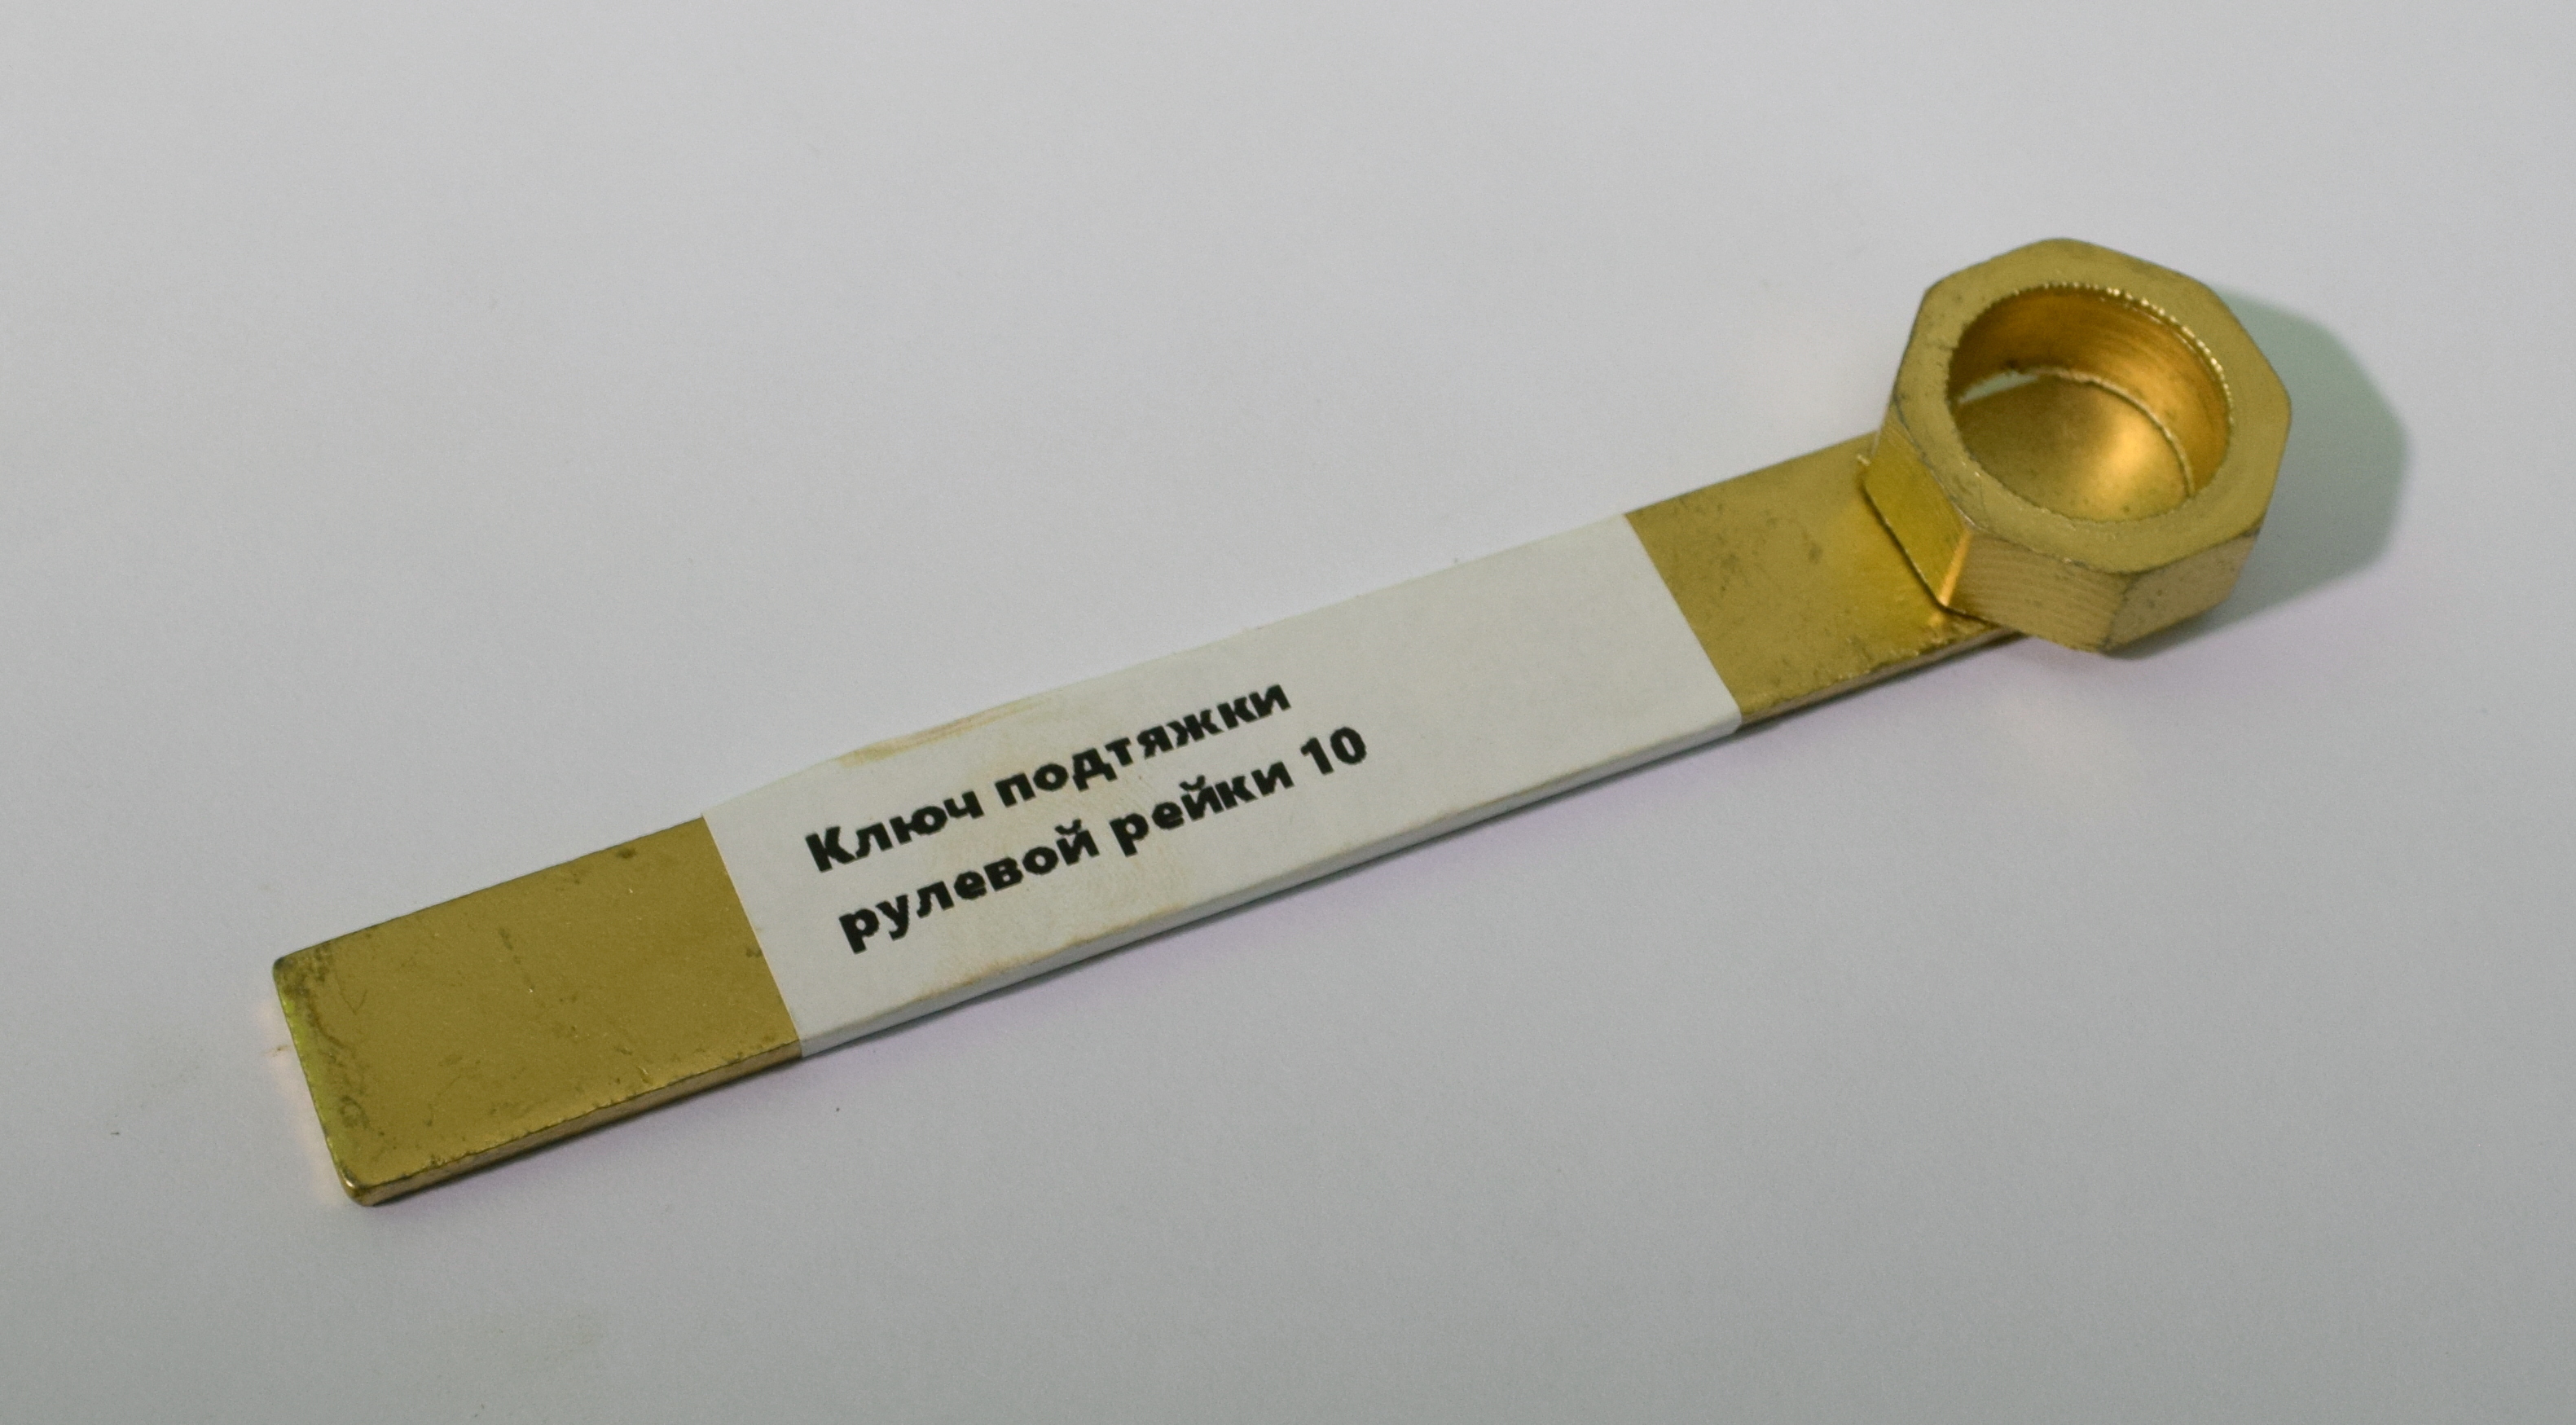 Ключ подтяжки
рулевой рейки 10